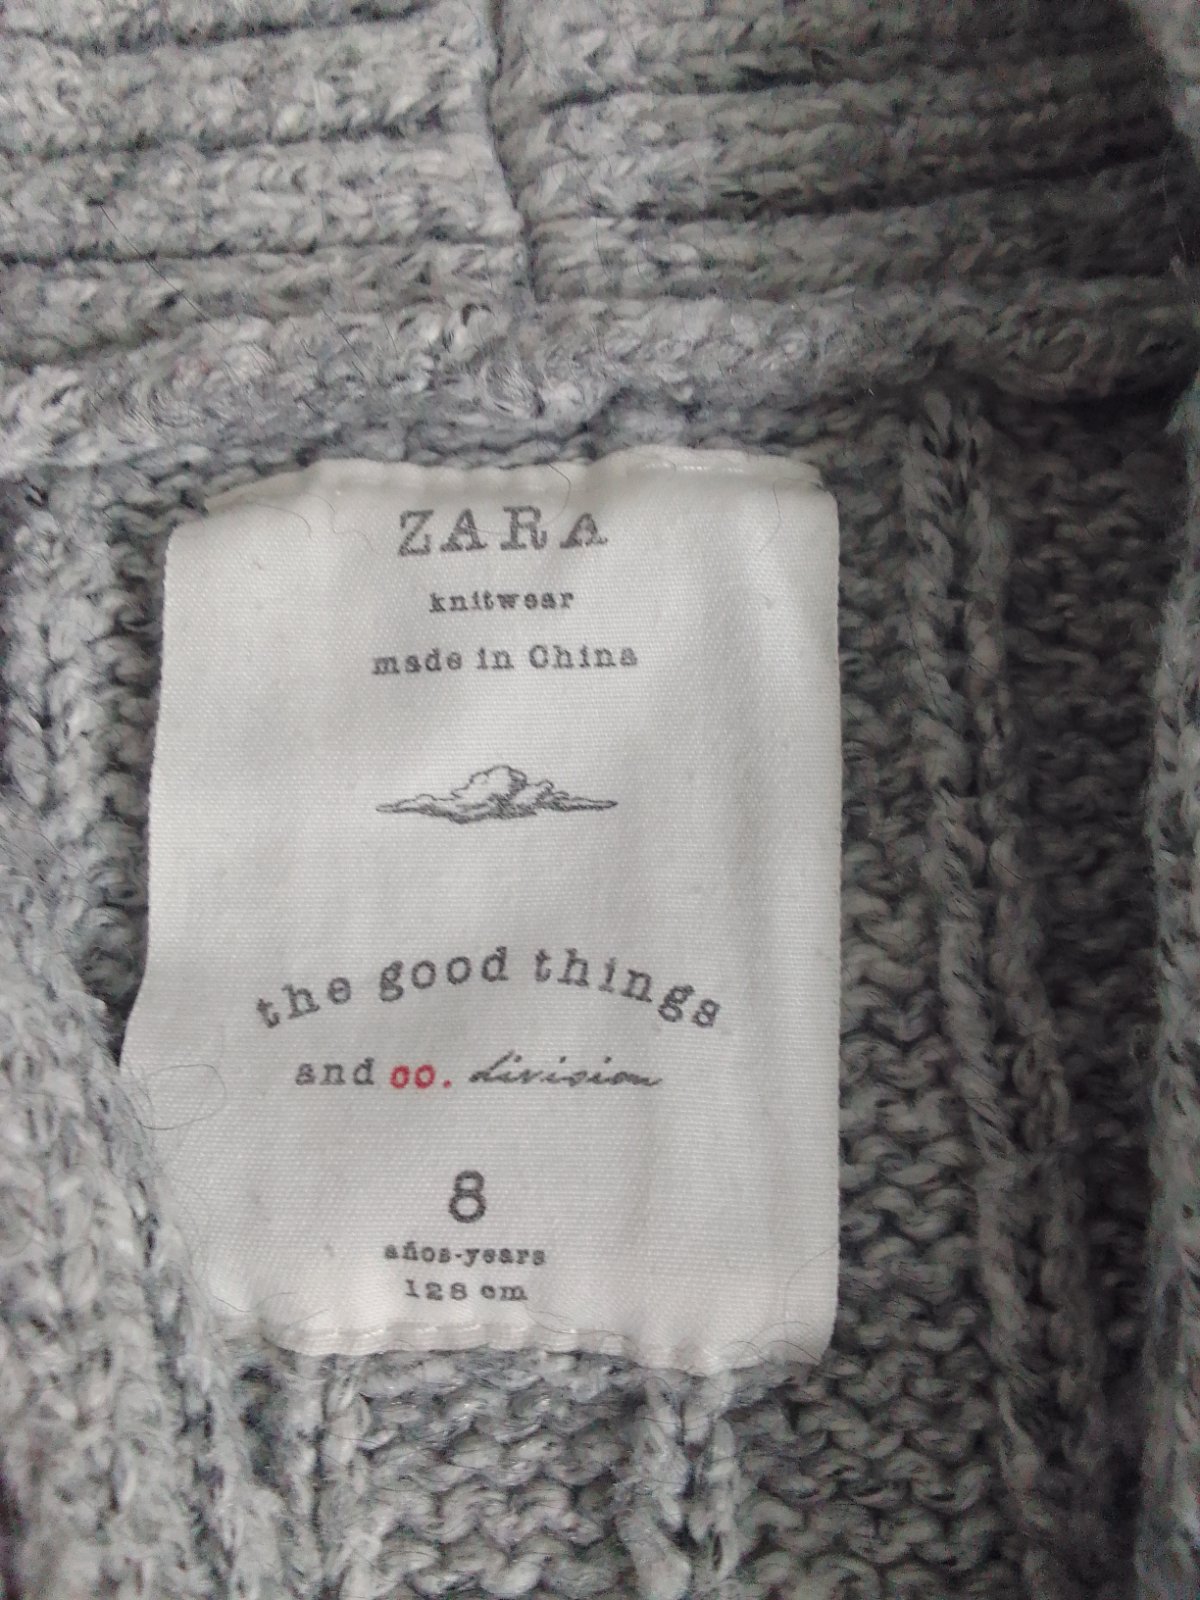 ZARA
knitwear
made in China
the good things
and co. division
8
años-years
128 cm